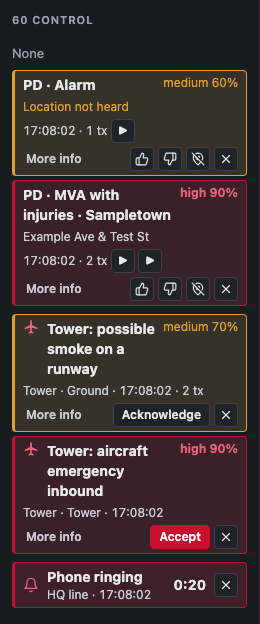 60 CONTROL
None
PD · Alarm medium 60%
Location not heard
17:08:02 · 1 tx
More info
PD · MVA with high 90%
injuries · Sampletown
Example Ave & Test St
17:08:02 · 2 tx
More info
Tower: possible medium 70%
smoke on a
runway
Tower · Ground · 17:08:02 · 2 tx
More info Acknowledge
Tower: aircraft high 90%
emergency
inbound
Tower · Tower · 17:08:02
More info Accept
Phone ringing 0:20
HQ line · 17:08:02